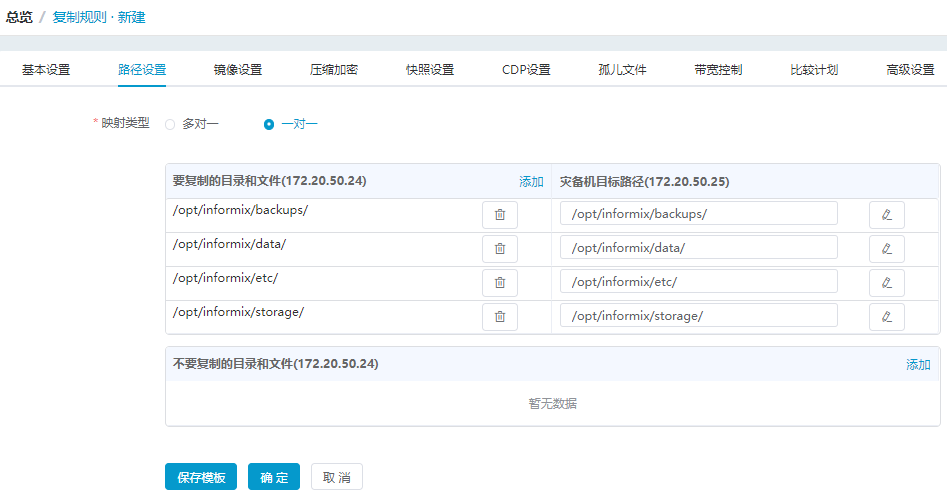 总览 / 复制规则 · 新建
基本设置 路径设置 镜像设置 压缩加密 快照设置 CDP设置 孤儿文件 带宽控制 比较计划 高级设置
* 映射类型 多对一 一对一
要复制的目录和文件(172.20.50.24) 添加 灾备机目标路径(172.20.50.25)
/opt/informix/backups/ /opt/informix/backups/
/opt/informix/data/ /opt/informix/data/
/opt/informix/etc/ /opt/informix/etc/
/opt/informix/storage/ /opt/informix/storage/
不要复制的目录和文件(172.20.50.24) 添加
暂无数据
保存模板 确 定 取 消